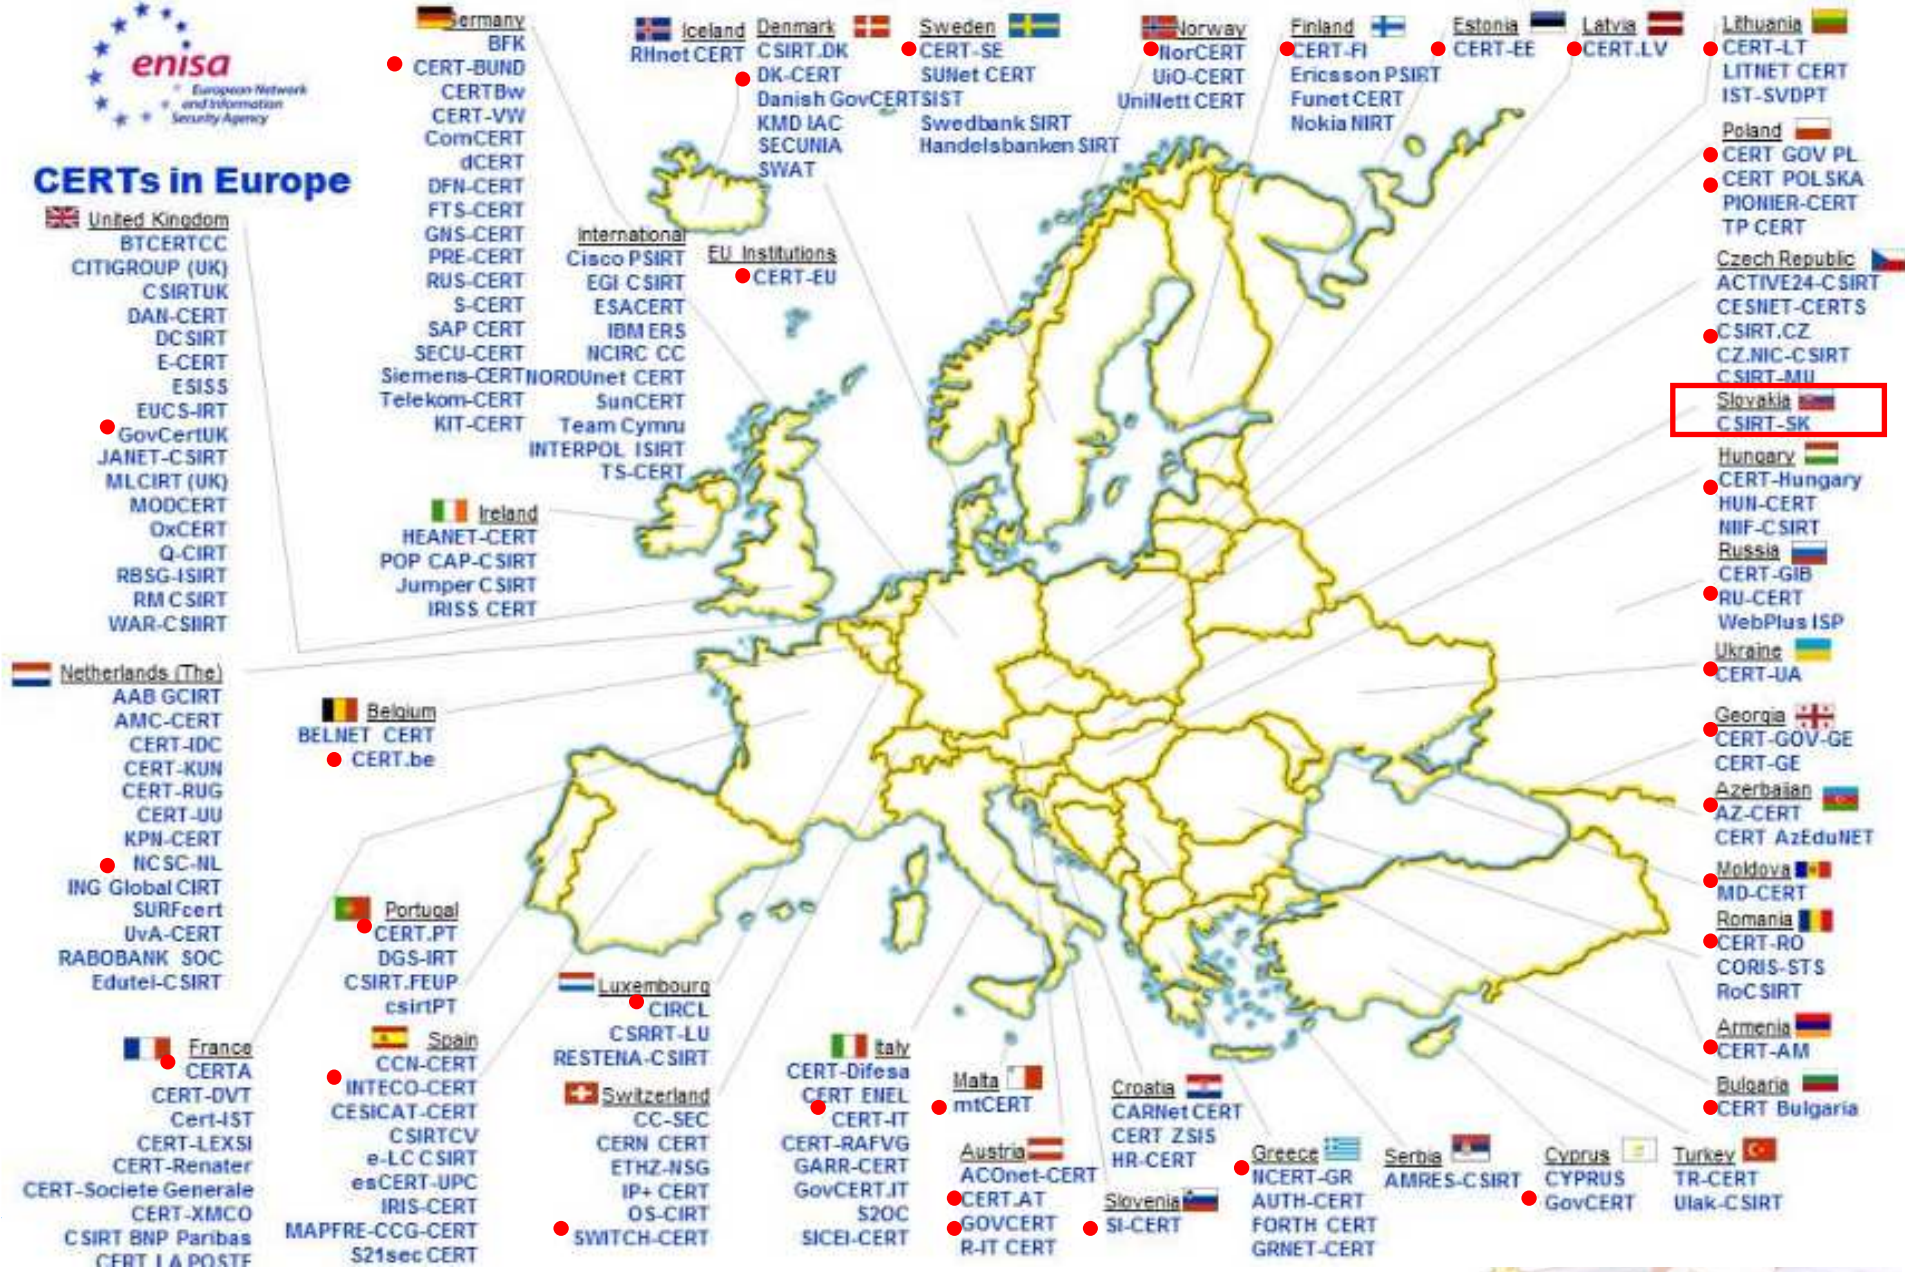 enisa
European Network
and Information
Security Agency
CERTs in Europe
United Kingdom
BTCERTCC
CITIGROUP (UK)
CSIRTUK
DAN-CERT
DCSIRT
E-CERT
ESISS
EUCS-IRT
GovCertUK
JANET-CSIRT
MLCIRT (UK)
MODCERT
OxCERT
Q-CIRT
RBSG-ISIRT
RM CSIRT
WAR-CSIIRT
Netherlands (The)
AAB GCIRT
AMC-CERT
CERT-IDC
CERT-KUN
CERT-RUG
CERT-UU
KPN-CERT
NCSC-NL
ING Global CIRT
SURFcert
UvA-CERT
RABOBANK SOC
Edutel-CSIRT
France
CERTA
CERT-DVT
Cert-IST
CERT-LEXSI
CERT-Renater
CERT-Societe Generale
CERT-XMCO
CSIRT BNP Paribas
CERT LA POSTE
Germany
BFK
CERT-BUND
CERTBw
CERT-VW
ComCERT
dCERT
DFN-CERT
FTS-CERT
GNS-CERT
PRE-CERT
RUS-CERT
S-CERT
SAP CERT
SECU-CERT
Siemens-CERT
Telekom-CERT
KIT-CERT
International
Cisco PSIRT
EGI CSIRT
ESACERT
IBM ERS
NCIRC CC
NORDUnet CERT
SunCERT
Team Cymru
INTERPOL ISIRT
TS-CERT
Ireland
HEANET-CERT
POP CAP-CSIRT
Jumper CSIRT
IRISS CERT
Belgium
BELNET CERT
CERT.be
Portugal
CERT.PT
DGS-IRT
CSIRT.FEUP
csirtPT
Spain
CCN-CERT
INTECO-CERT
CESICAT-CERT
CSIRTCV
e-LC CSIRT
esCERT-UPC
IRIS-CERT
MAPFRE-CCG-CERT
S21sec CERT
Iceland
RHnet CERT
Denmark
CSIRT.DK
DK-CERT
Danish GovCERT
KMD IAC
SECUNIA
SWAT
EU Institutions
CERT-EU
Sweden
CERT-SE
SUNet CERT
SIST
Swedbank SIRT
Handelsbanken SIRT
Norway
NorCERT
UiO-CERT
UniNett CERT
Finland
CERT-FI
Ericsson PSIRT
Funet CERT
Nokia NIRT
Estonia
CERT-EE
Latvia
CERT.LV
Lithuania
CERT-LT
LITNET CERT
IST-SVDPT
Poland
CERT GOV PL
CERT POLSKA
PIONIER-CERT
TP CERT
Czech Republic
ACTIVE24-CSIRT
CESNET-CERTS
CSIRT.CZ
CZ.NIC-CSIRT
CSIRT-MU
Slovakia
CSIRT-SK
Hungary
CERT-Hungary
HUN-CERT
NIIF-CSIRT
Russia
CERT-GIB
RU-CERT
WebPlus ISP
Ukraine
CERT-UA
Georgia
CERT-GOV-GE
CERT-GE
Azerbaijan
AZ-CERT
CERT AzEduNET
Moldova
MD-CERT
Romania
CERT-RO
CORIS-STS
RoCSIRT
Armenia
CERT-AM
Bulgaria
CERT Bulgaria
Luxembourg
CIRCL
CSRRT-LU
RESTENA-CSIRT
Switzerland
CC-SEC
CERN CERT
ETHZ-NSG
IP+ CERT
OS-CIRT
SWITCH-CERT
Italy
CERT-Difesa
CERT ENEL
CERT-IT
CERT-RAFVG
GARR-CERT
GovCERT.IT
S2OC
SICEI-CERT
Malta
mtCERT
Austria
ACOnet-CERT
CERT.AT
GOVCERT
R-IT CERT
Croatia
CARNet CERT
CERT ZSIS
HR-CERT
Slovenia
SI-CERT
Greece
NCERT-GR
AUTH-CERT
FORTH CERT
GRNET-CERT
Serbia
AMRES-CSIRT
Cyprus
CYPRUS
GovCERT
Turkey
TR-CERT
Ulak-CSIRT